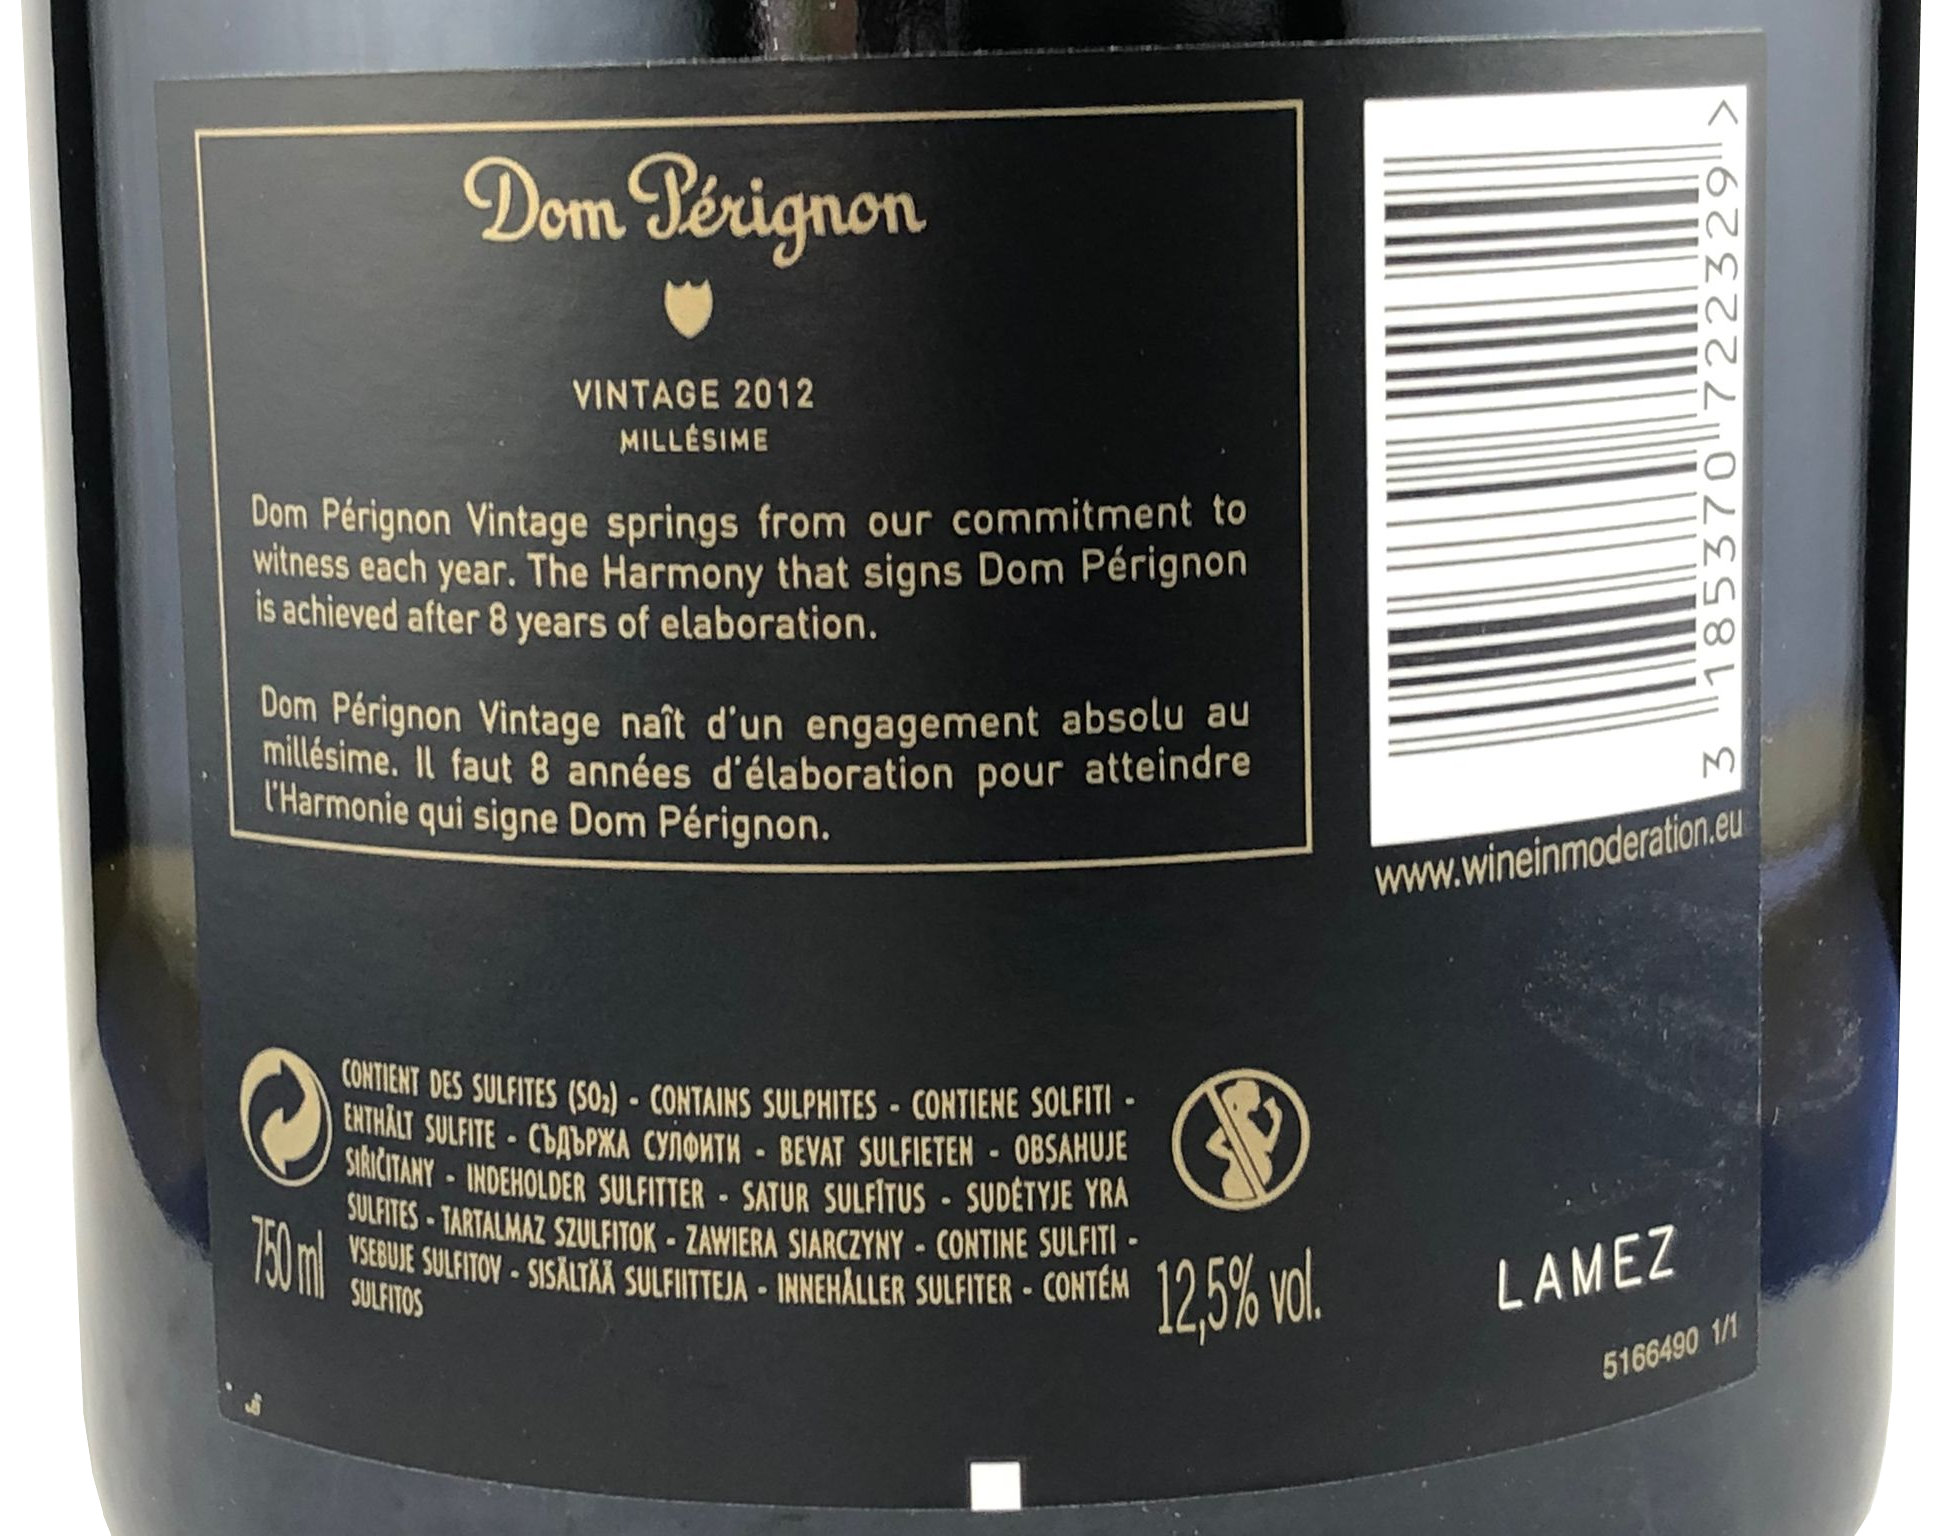 Dom Pérignon
VINTAGE 2012
MILLÉSIME
Dom Pérignon Vintage springs from our commitment to
witness each year. The Harmony that signs Dom Pérignon
is achieved after 8 years of elaboration.
Dom Pérignon Vintage naît d'un engagement absolu au
millésime. Il faut 8 années d'élaboration pour atteindre
l'Harmonie qui signe Dom Pérignon.
3 185370 722329 >
www.wineinmoderation.eu
CONTIENT DES SULFITES (SO₂) - CONTAINS SULPHITES - CONTIENE SOLFITI -
ENTHÄLT SULFITE - СЪДЪРЖА СУЛФИТИ - BEVAT SULFIETEN - OBSAHUJE
SIŘIČITANY - INDEHOLDER SULFITTER - SATUR SULFĪTUS - SUDĖTYJE YRA
SULFITES - TARTALMAZ SZULFITOK - ZAWIERA SIARCZYNY - CONTINE SULFITI -
VSEBUJE SULFITOV - SISÄLTÄÄ SULFIITTEJA - INNEHÅLLER SULFITER - CONTÉM
SULFITOS
750 ml
12,5% vol.
LAMEZ
5166490 1/1